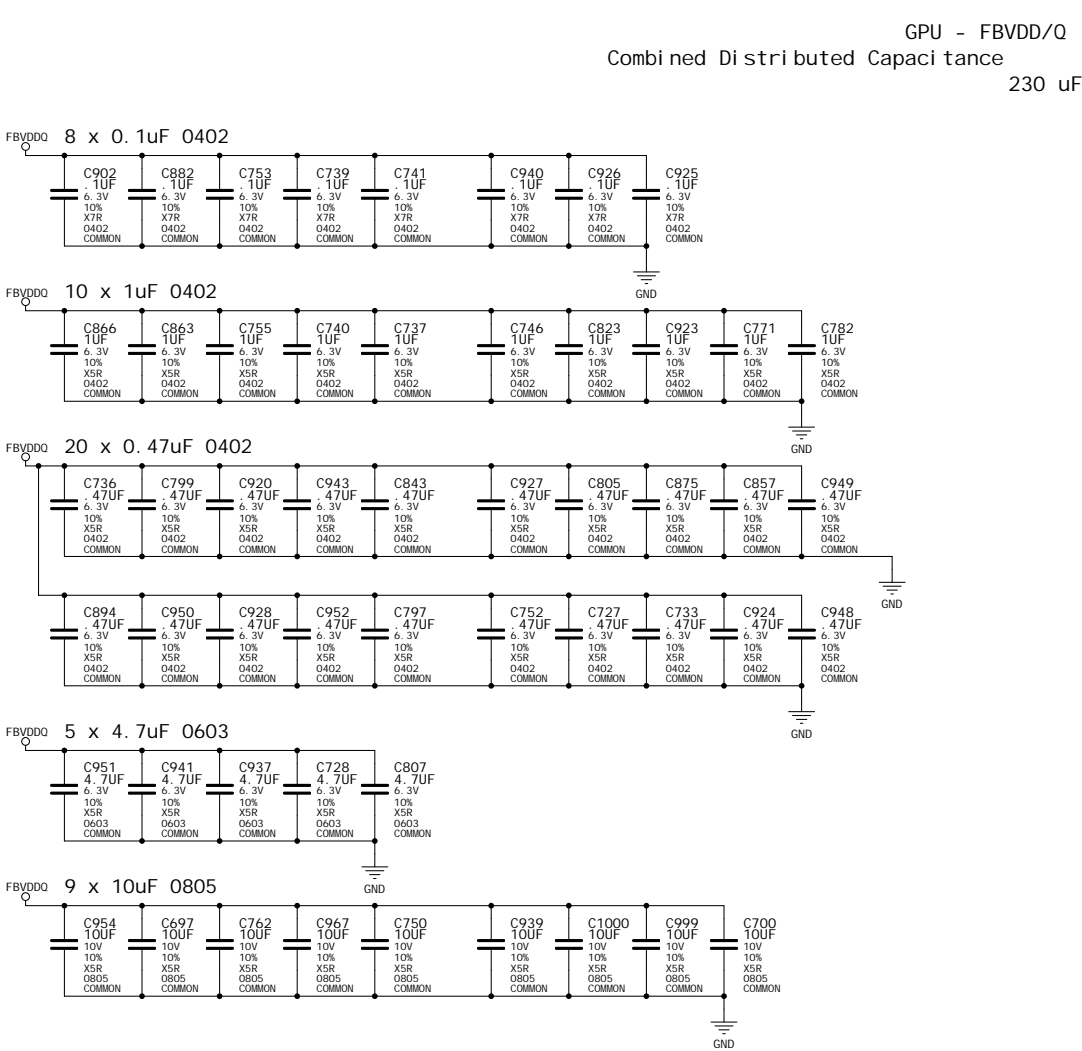 GPU - FBVDD/Q
Combined Distributed Capacitance
230 uF
FBVDDQ 8 x 0.1uF 0402
C902 C882 C753 C739 C741 C940 C926 C925
.1UF .1UF .1UF .1UF .1UF .1UF .1UF .1UF
6.3V 6.3V 6.3V 6.3V 6.3V 6.3V 6.3V 6.3V
10% 10% 10% 10% 10% 10% 10% 10%
X7R X7R X7R X7R X7R X7R X7R X7R
0402 0402 0402 0402 0402 0402 0402 0402
COMMON COMMON COMMON COMMON COMMON COMMON COMMON COMMON
GND
FBVDDQ 10 x 1uF 0402
C866 C863 C755 C740 C737 C746 C823 C923 C771 C782
1UF 1UF 1UF 1UF 1UF 1UF 1UF 1UF 1UF 1UF
6.3V 6.3V 6.3V 6.3V 6.3V 6.3V 6.3V 6.3V 6.3V 6.3V
10% 10% 10% 10% 10% 10% 10% 10% 10% 10%
X5R X5R X5R X5R X5R X5R X5R X5R X5R X5R
0402 0402 0402 0402 0402 0402 0402 0402 0402 0402
COMMON COMMON COMMON COMMON COMMON COMMON COMMON COMMON COMMON COMMON
GND
FBVDDQ 20 x 0.47uF 0402
C736 C799 C920 C943 C843 C927 C805 C875 C857 C949
.47UF .47UF .47UF .47UF .47UF .47UF .47UF .47UF .47UF .47UF
6.3V 6.3V 6.3V 6.3V 6.3V 6.3V 6.3V 6.3V 6.3V 6.3V
10% 10% 10% 10% 10% 10% 10% 10% 10% 10%
X5R X5R X5R X5R X5R X5R X5R X5R X5R X5R
0402 0402 0402 0402 0402 0402 0402 0402 0402 0402
COMMON COMMON COMMON COMMON COMMON COMMON COMMON COMMON COMMON COMMON
GND
C894 C950 C928 C952 C797 C752 C727 C733 C924 C948
.47UF .47UF .47UF .47UF .47UF .47UF .47UF .47UF .47UF .47UF
6.3V 6.3V 6.3V 6.3V 6.3V 6.3V 6.3V 6.3V 6.3V 6.3V
10% 10% 10% 10% 10% 10% 10% 10% 10% 10%
X5R X5R X5R X5R X5R X5R X5R X5R X5R X5R
0402 0402 0402 0402 0402 0402 0402 0402 0402 0402
COMMON COMMON COMMON COMMON COMMON COMMON COMMON COMMON COMMON COMMON
GND
FBVDDQ 5 x 4.7uF 0603
C951 C941 C937 C728 C807
4.7UF 4.7UF 4.7UF 4.7UF 4.7UF
6.3V 6.3V 6.3V 6.3V 6.3V
10% 10% 10% 10% 10%
X5R X5R X5R X5R X5R
0603 0603 0603 0603 0603
COMMON COMMON COMMON COMMON COMMON
GND
FBVDDQ 9 x 10uF 0805
C954 C697 C762 C967 C750 C939 C1000 C999 C700
10UF 10UF 10UF 10UF 10UF 10UF 10UF 10UF 10UF
10V 10V 10V 10V 10V 10V 10V 10V 10V
10% 10% 10% 10% 10% 10% 10% 10% 10%
X5R X5R X5R X5R X5R X5R X5R X5R X5R
0805 0805 0805 0805 0805 0805 0805 0805 0805
COMMON COMMON COMMON COMMON COMMON COMMON COMMON COMMON COMMON
GND